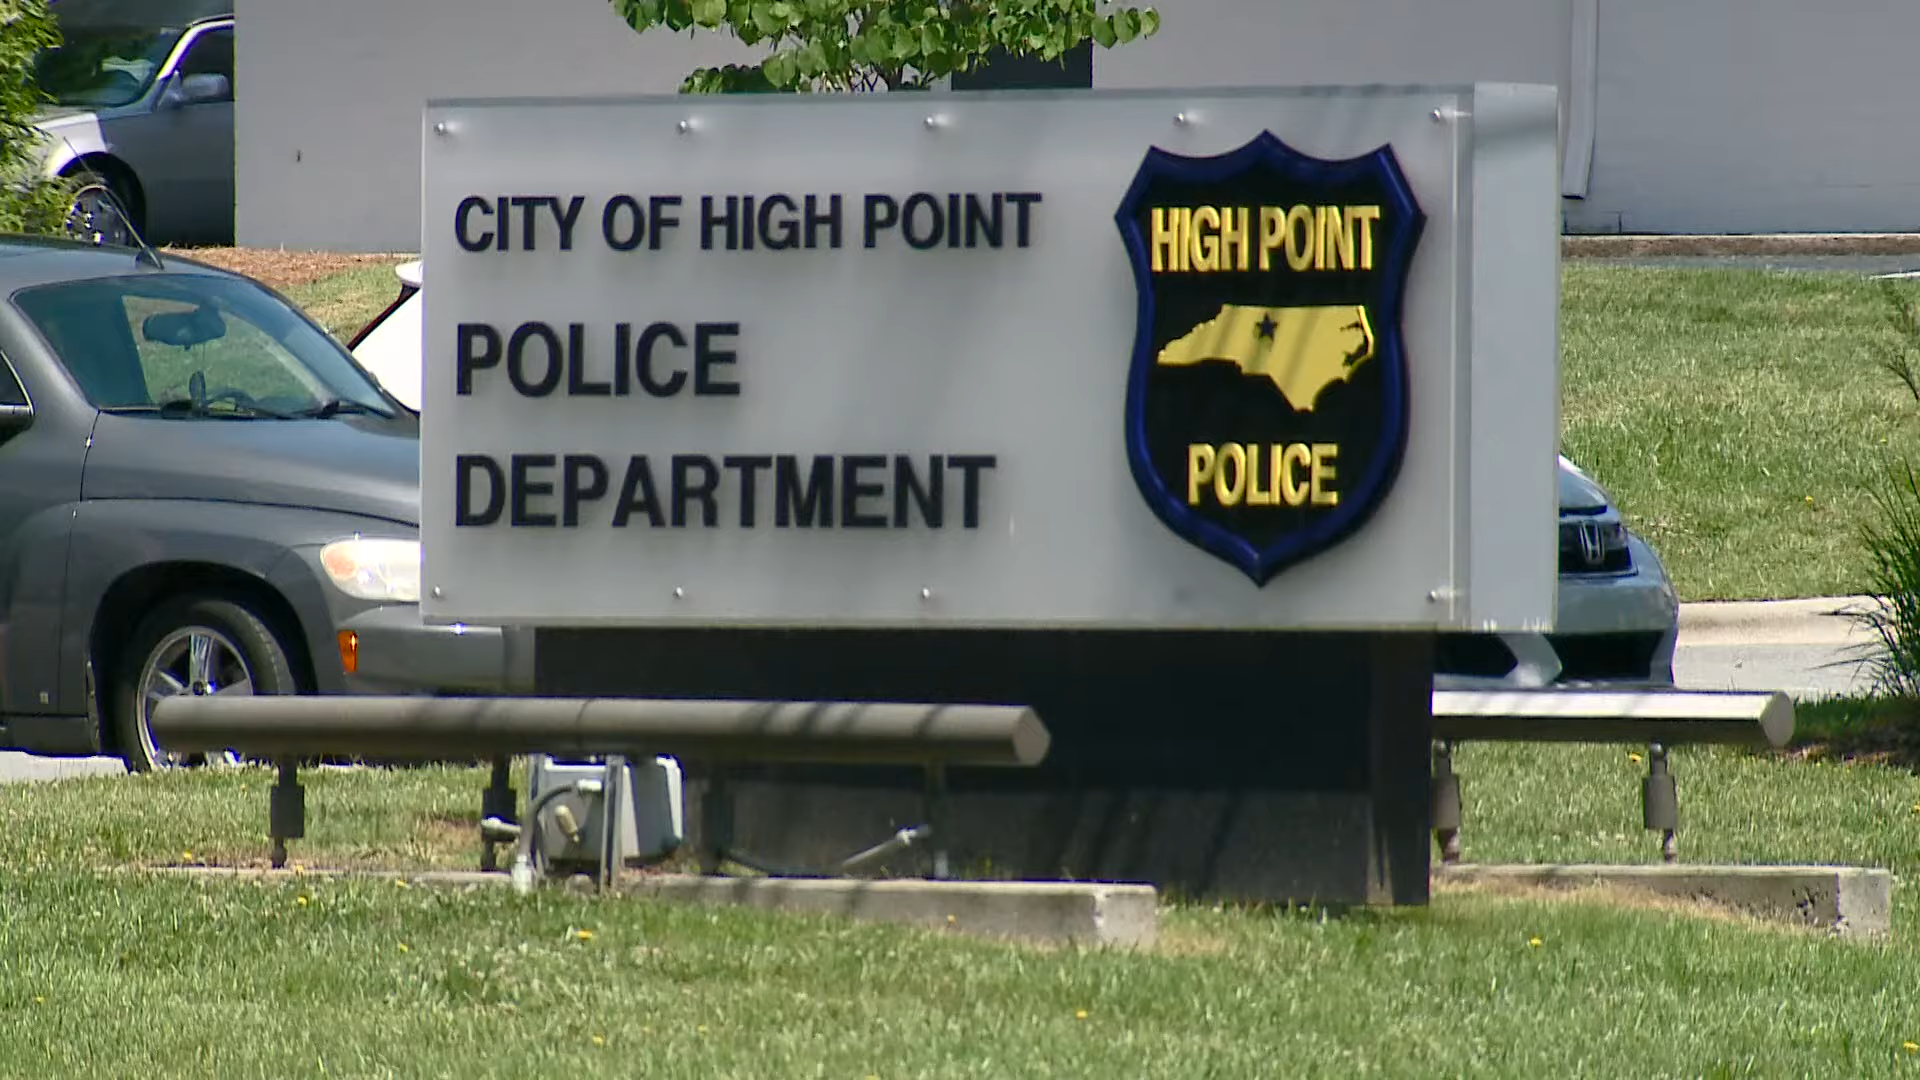 CITY OF HIGH POINT
POLICE
DEPARTMENT
HIGH POINT
POLICE